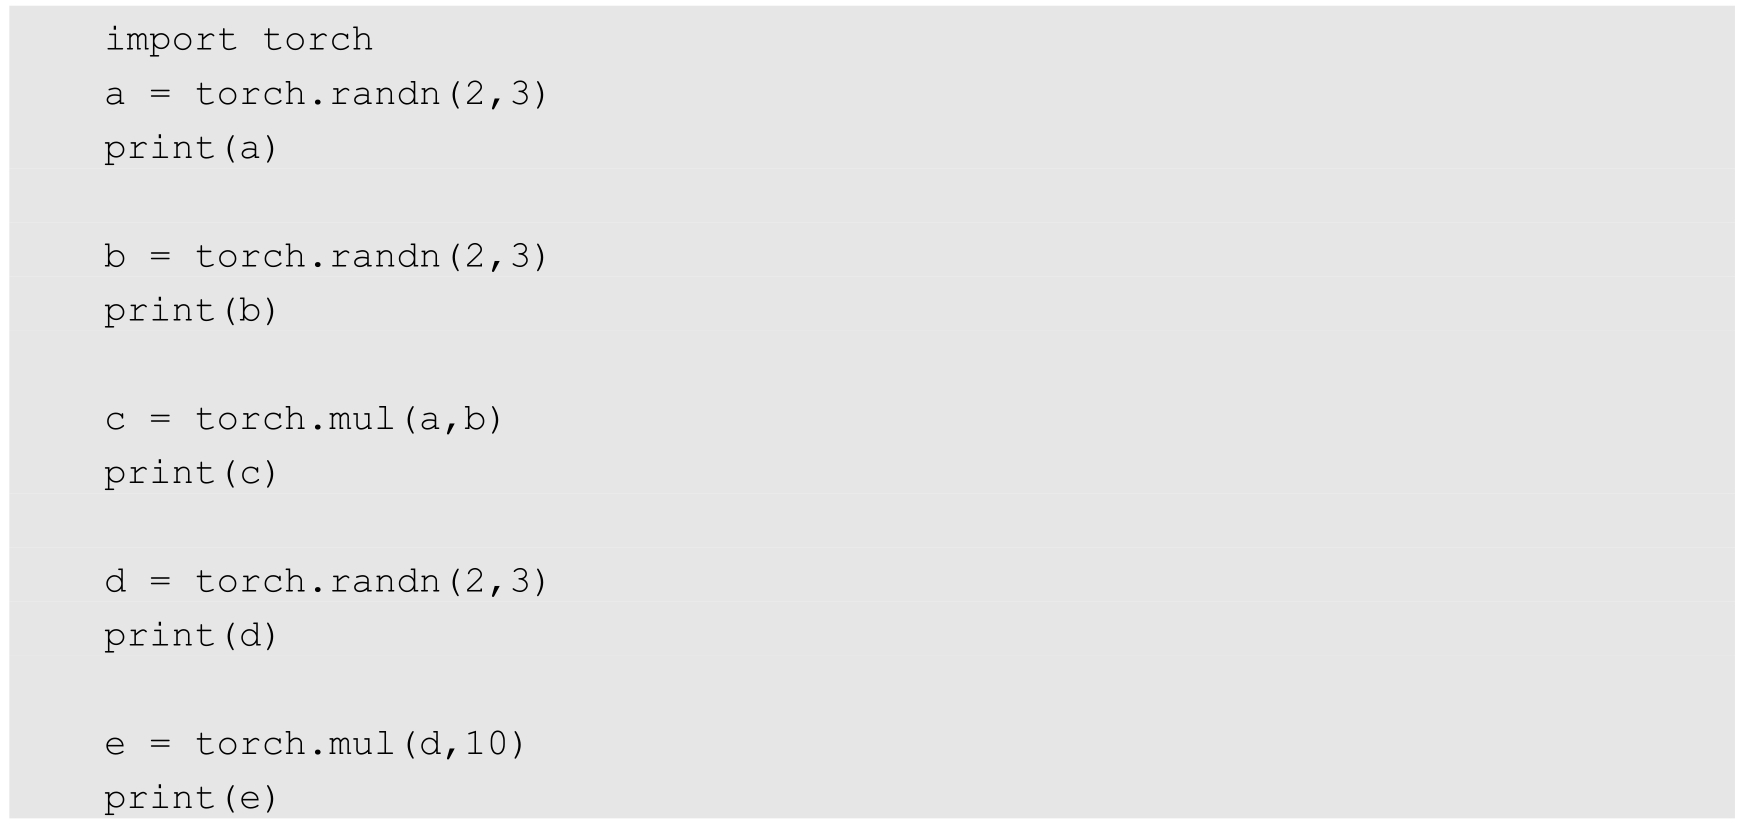 import torch
a = torch.randn(2,3)
print(a)
b = torch.randn(2,3)
print(b)
c = torch.mul(a,b)
print(c)
d = torch.randn(2,3)
print(d)
e = torch.mul(d,10)
print(e)